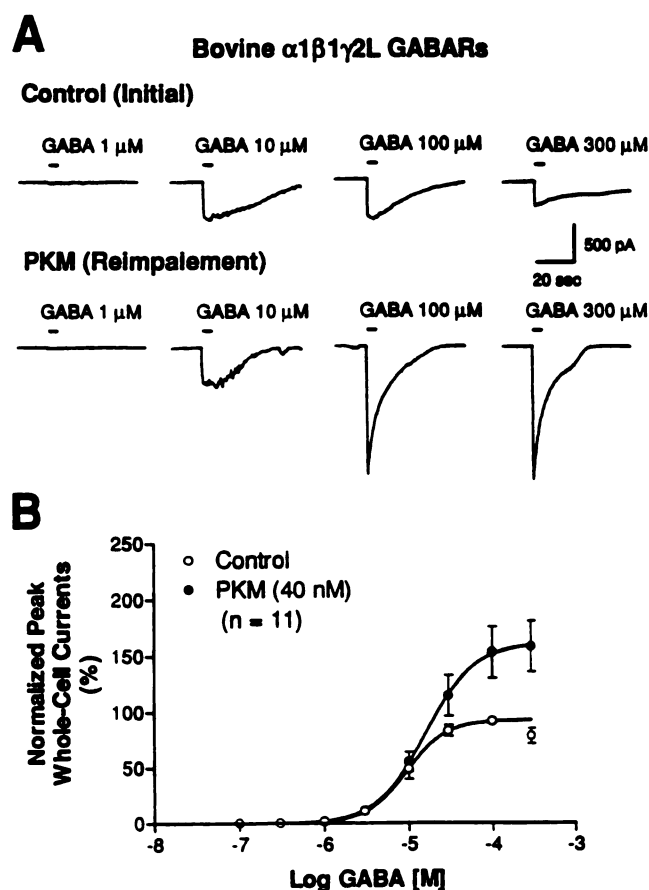 A
Bovine α1β1γ2L GABARs
Control (Initial)
GABA 1 μM
GABA 10 μM
GABA 100 μM
GABA 300 μM
500 pA
20 sec
PKM (Reimpalement)
GABA 1 μM
GABA 10 μM
GABA 100 μM
GABA 300 μM
B
Normalized Peak
Whole-Cell Currents
(%)
250
200
150
100
50
0
Control
PKM (40 nM)
(n = 11)
-8
-7
-6
-5
-4
-3
Log GABA [M]